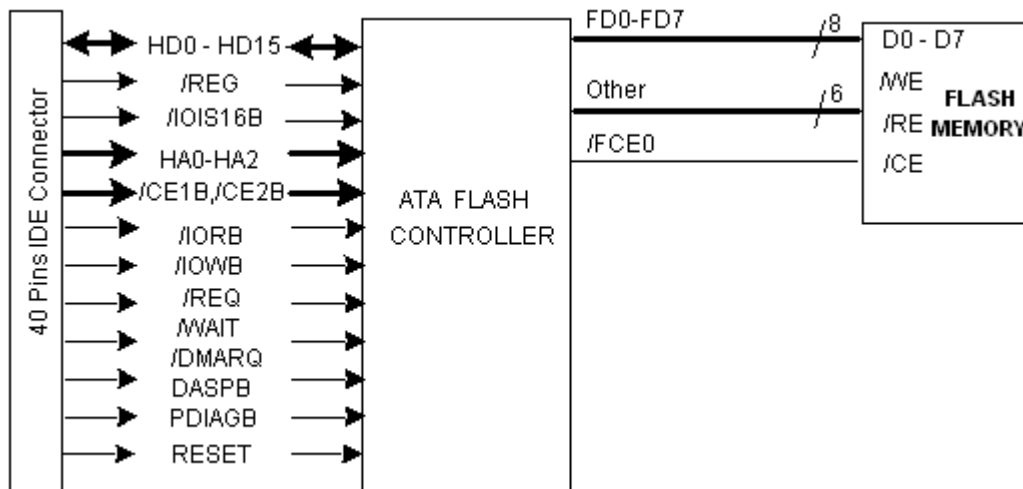 40 Pins IDE Connector
HD0 - HD15
/REG
/IOIS16B
HA0-HA2
/CE1B,/CE2B
/IORB
/IOWB
/REQ
/WAIT
/DMARQ
DASPB
PDIAGB
RESET
ATA FLASH
CONTROLLER
FD0-FD7
8
Other
6
/FCE0
D0 - D7
/WE
/RE
/CE
FLASH
MEMORY